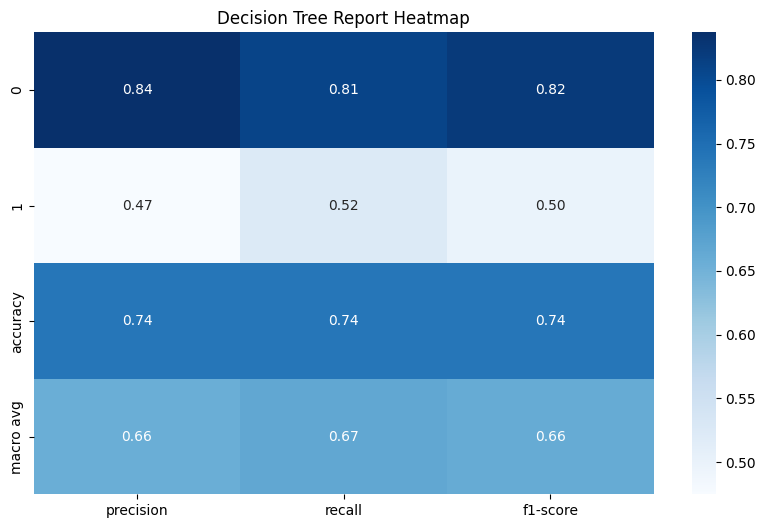 Decision Tree Report Heatmap
0 0.84 0.81 0.82
1 0.47 0.52 0.50
accuracy 0.74 0.74 0.74
macro avg 0.66 0.67 0.66
precision recall f1-score
0.80
0.75
0.70
0.65
0.60
0.55
0.50